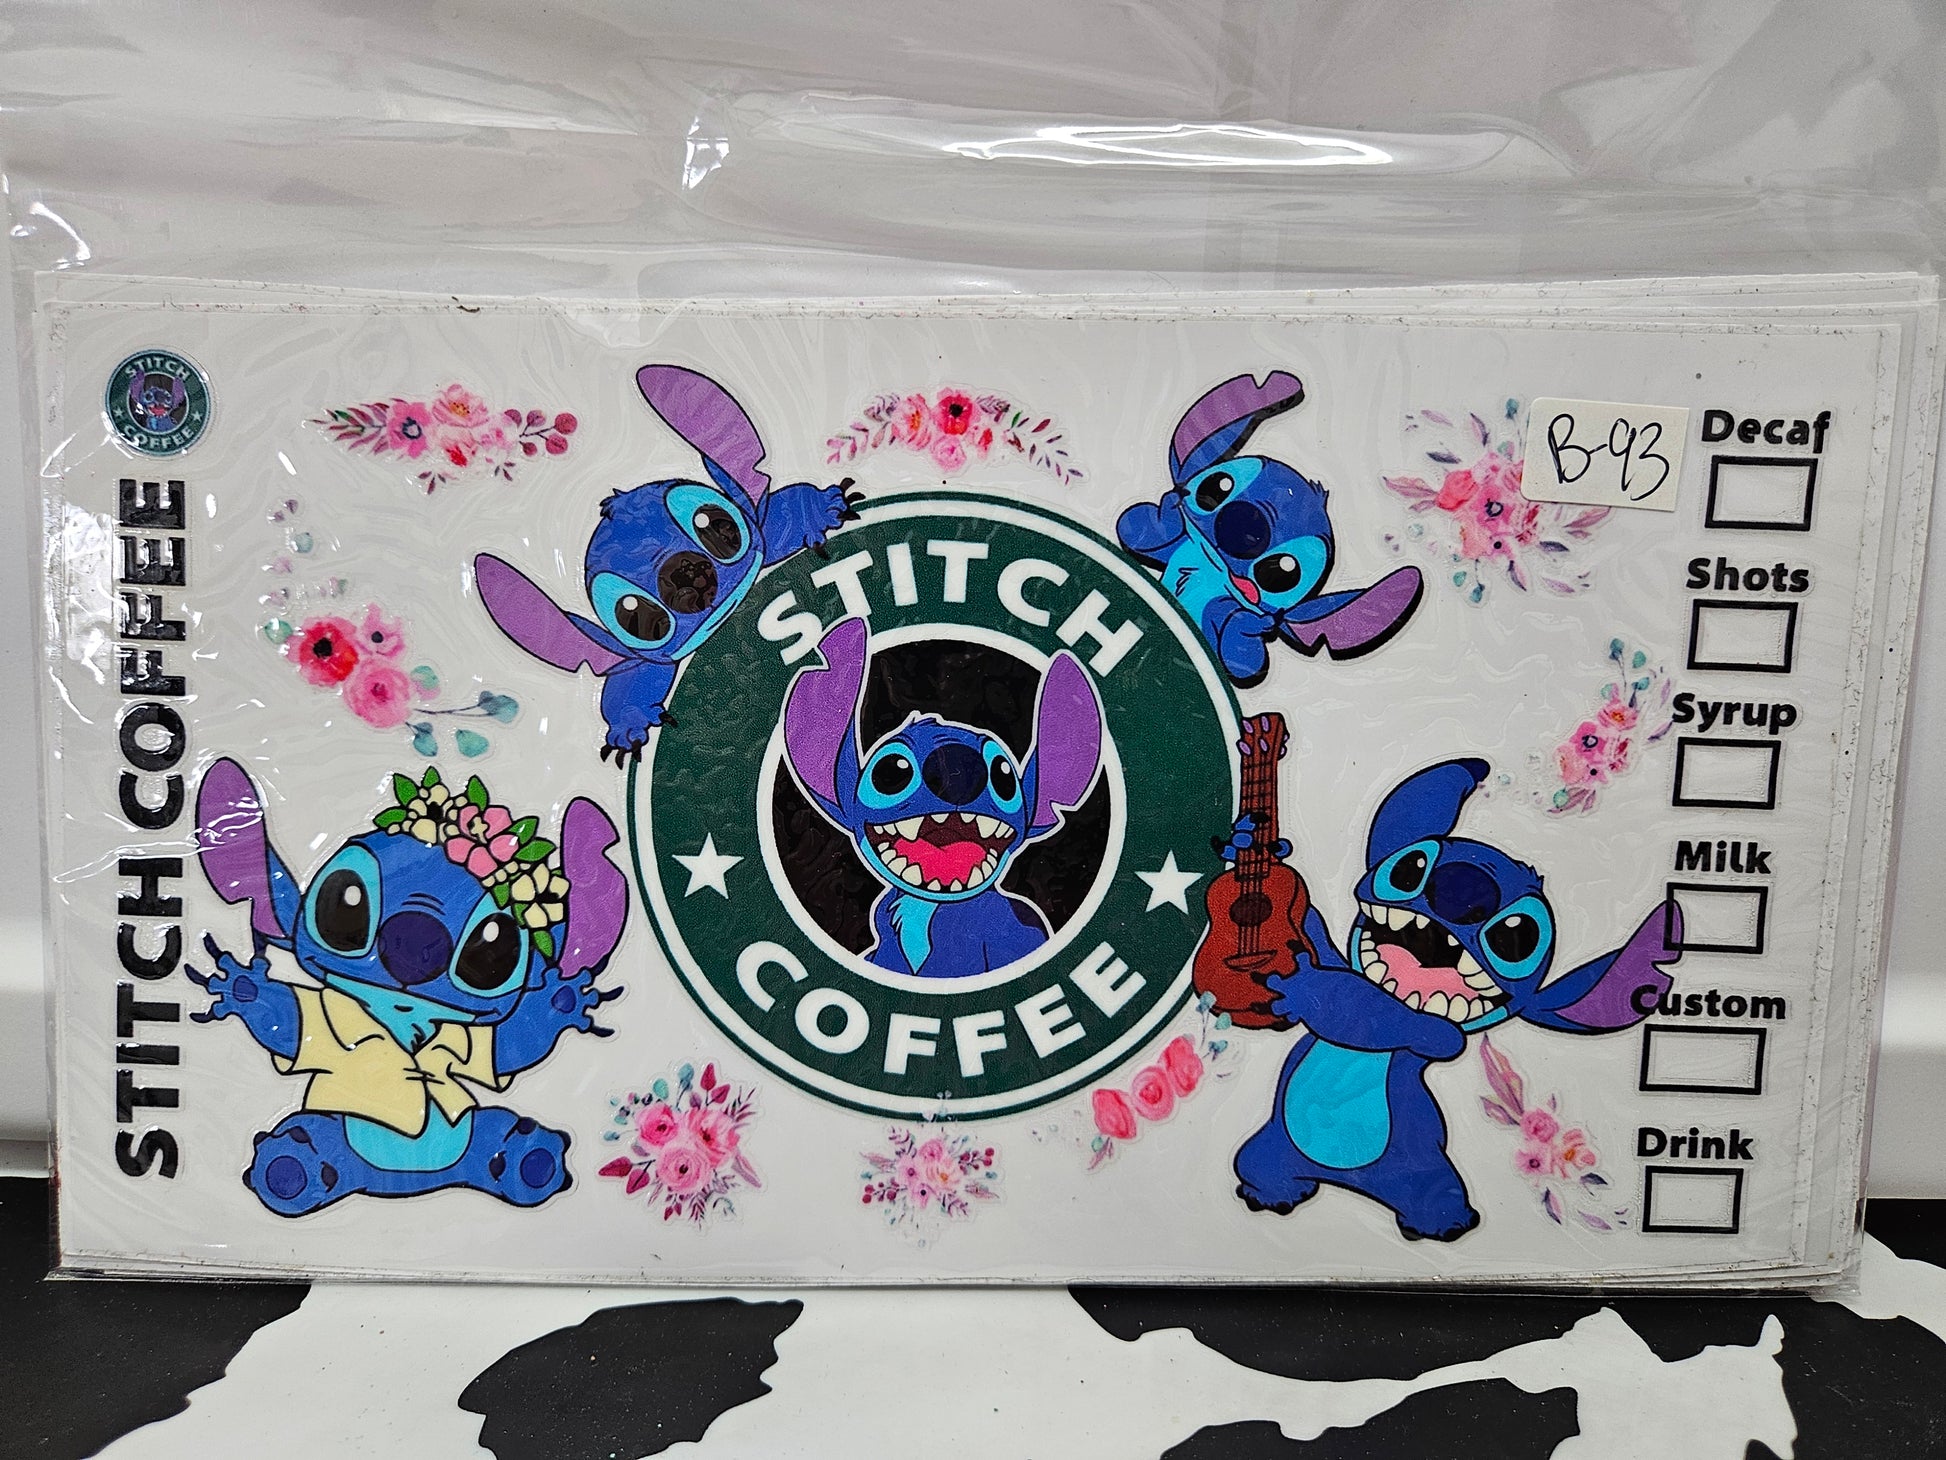 STITCH
COFFEE
STITCH COFFEE
STITCH
COFFEE
B-93
Decaf
Shots
Syrup
Milk
Custom
Drink